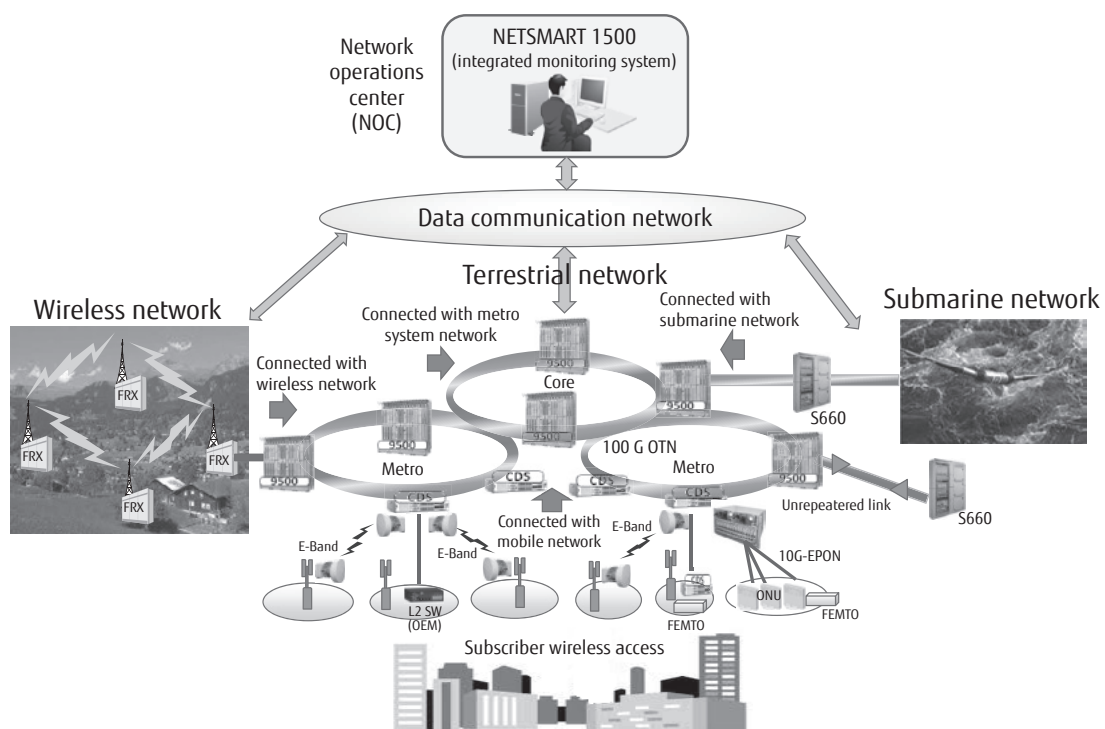 NETSMART 1500
(integrated monitoring system)
Network
operations
center
(NOC)
Data communication network
Terrestrial network
Wireless network
Submarine network
Connected with metro
system network
Connected with
submarine network
Connected with
wireless network
FRX
FRX
FRX
FRX
9500
Core
9500
9500
S660
9500
9500
Metro
100 G OTN
Metro
9500
CDS
CDS
CDS
CDS
Unrepeatered link
S660
Connected with
mobile network
E-Band
E-Band
E-Band
10G-EPON
L2 SW
(OEM)
CDS
FEMTO
ONU
FEMTO
Subscriber wireless access